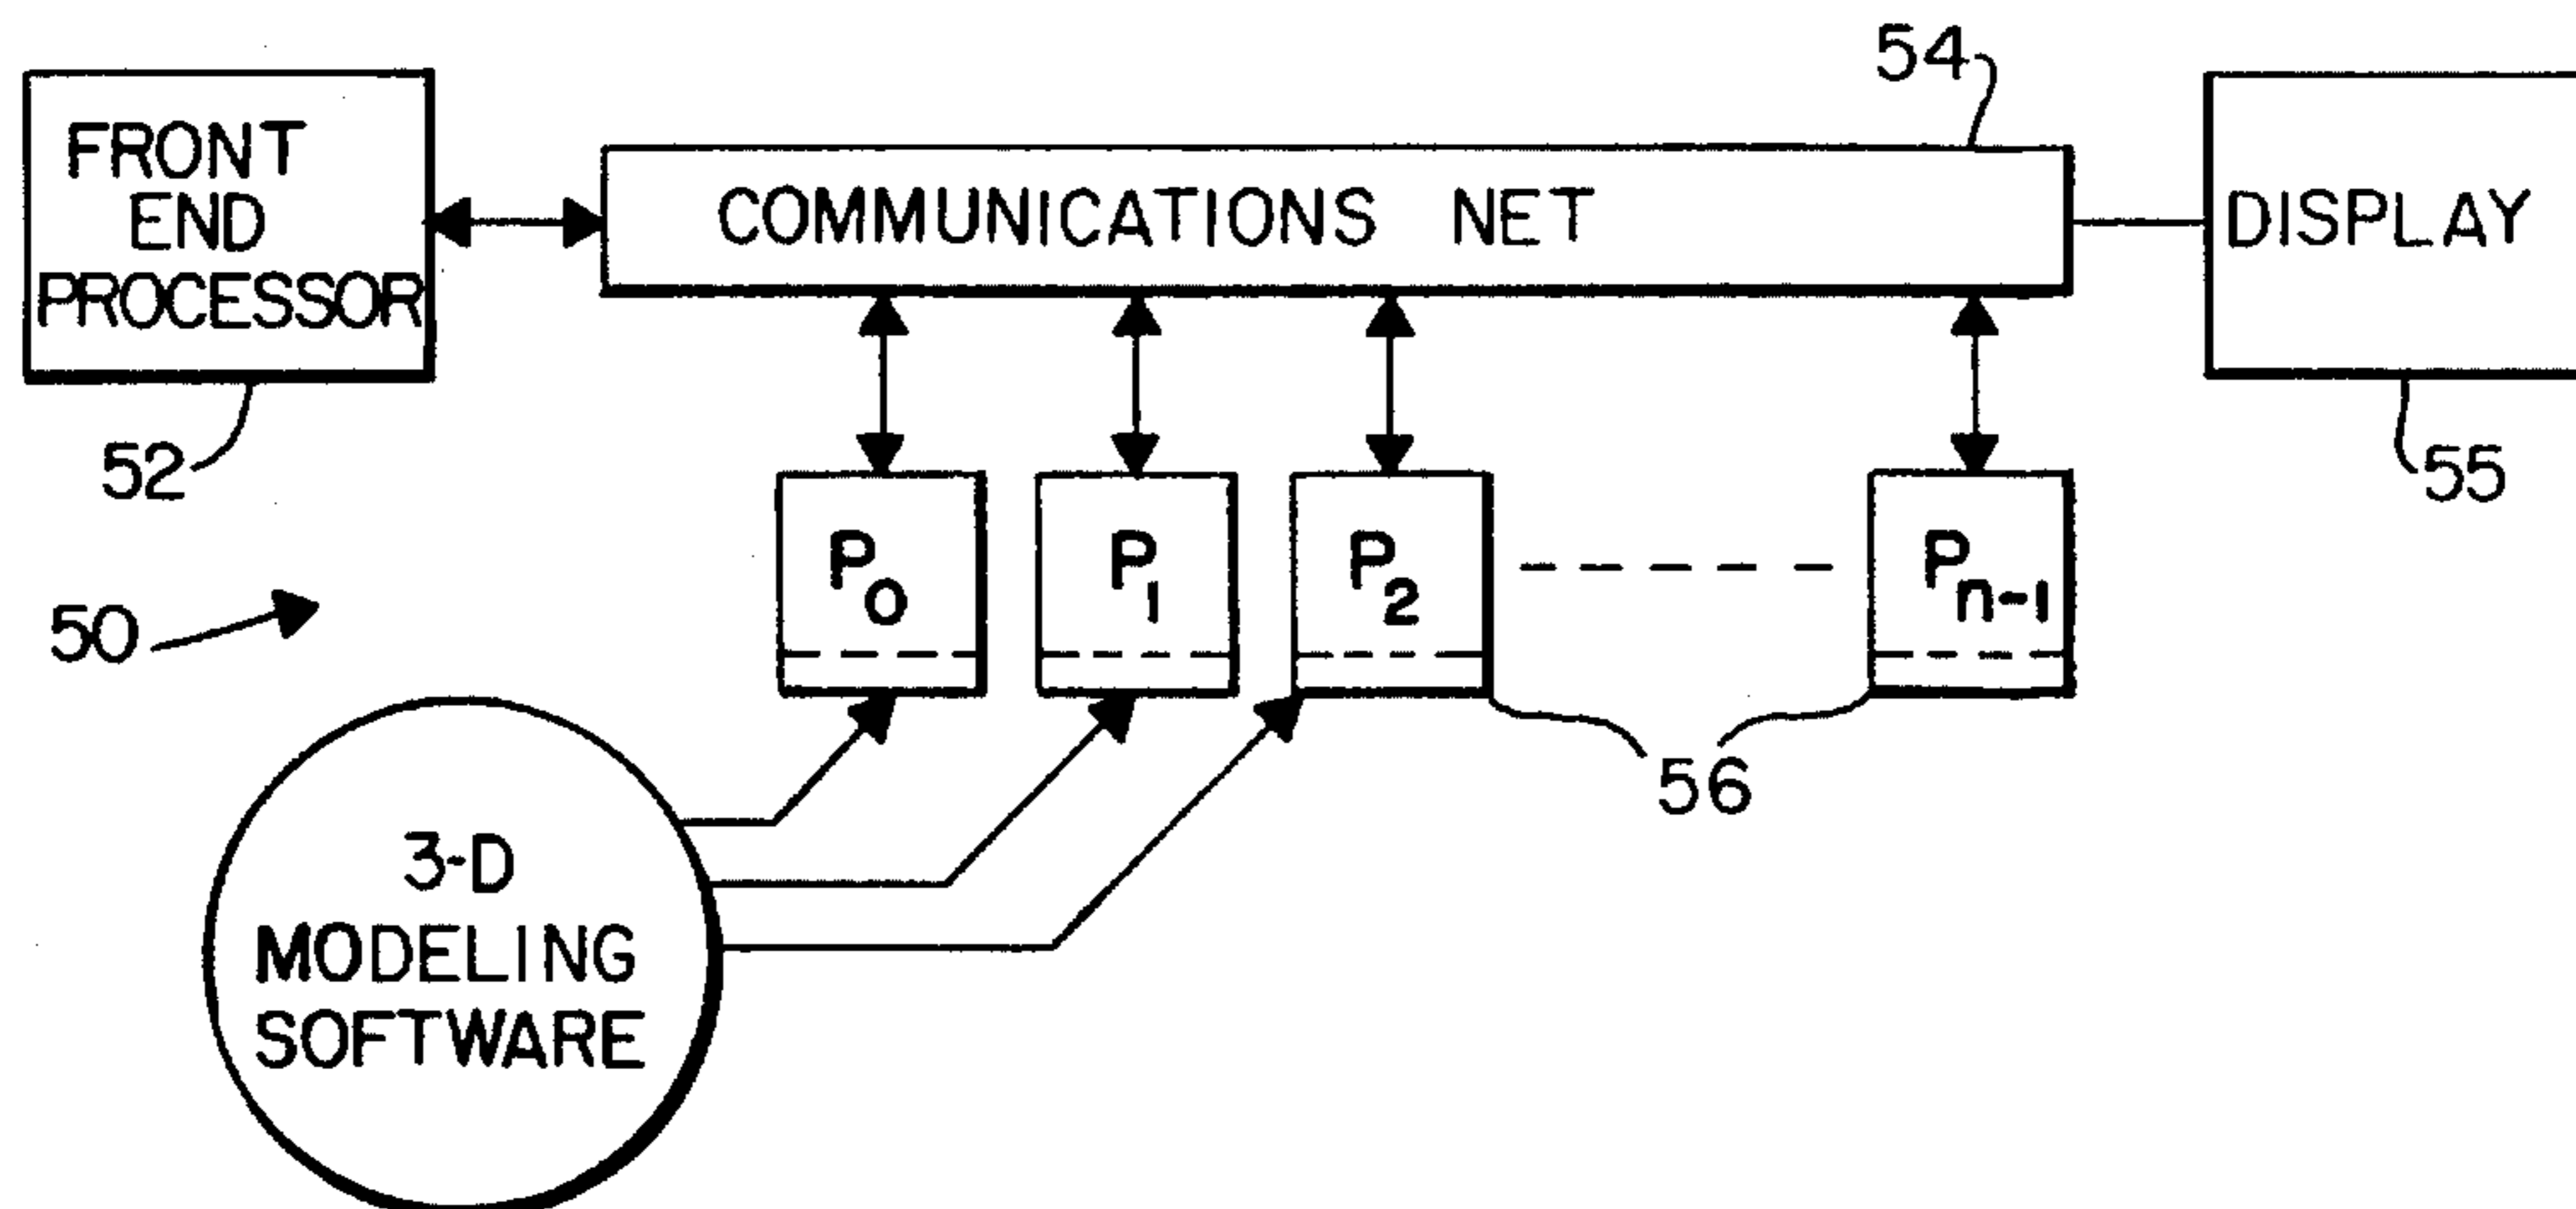 54
FRONT
END
PROCESSOR
COMMUNICATIONS NET
DISPLAY
52
55
P0
P1
P2
Pn-1
50
56
3-D
MODELING
SOFTWARE